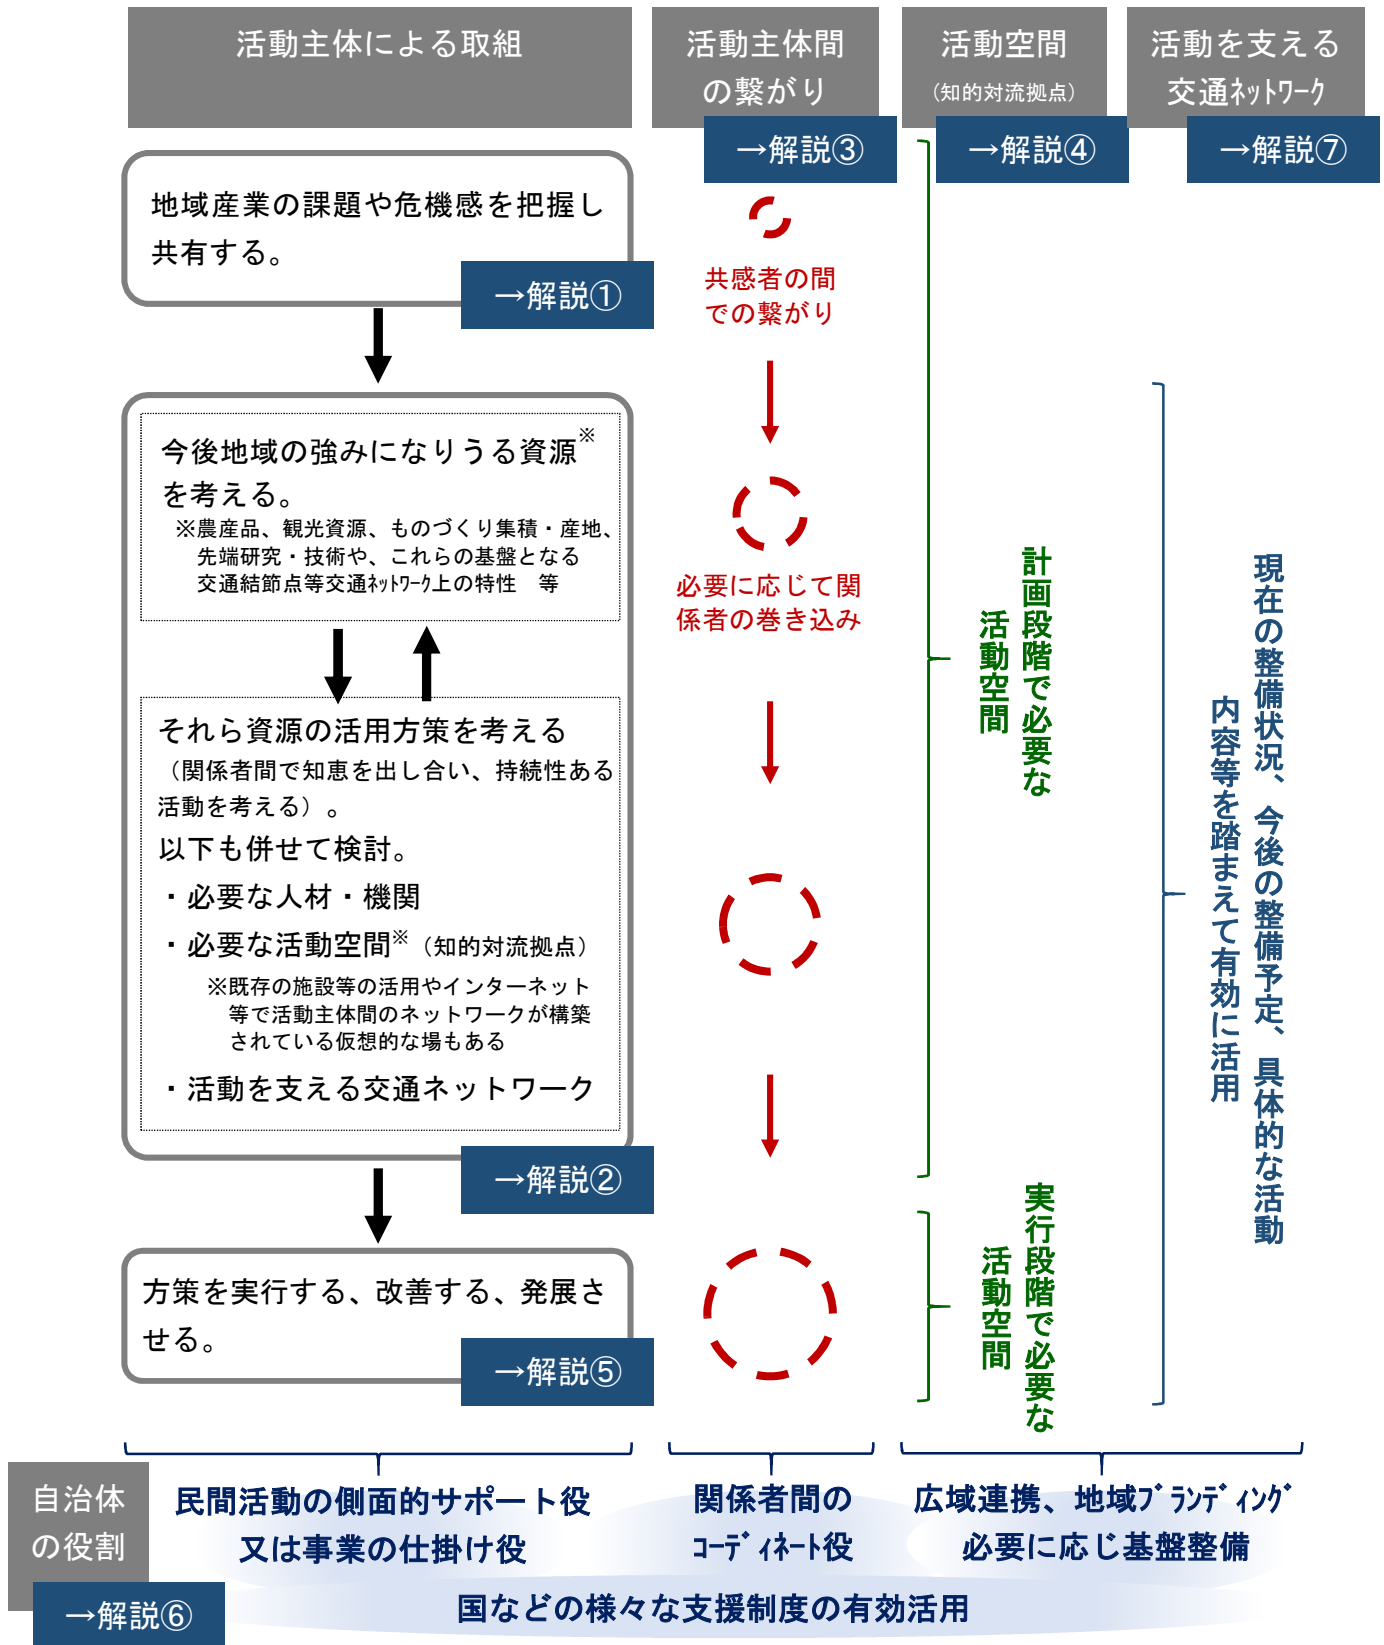 活動主体による取組
活動主体間
の繋がり
→解説③
活動空間
(知的対流拠点)
→解説④
活動を支える
交通ﾈｯﾄﾜｰｸ
→解説⑦
地域産業の課題や危機感を把握し
共有する。
→解説①
今後地域の強みになりうる資源※
を考える。
※農産品、観光資源、ものづくり集積・産地、
先端研究・技術や、これらの基盤となる
交通結節点等交通ﾈｯﾄﾜｰｸ上の特性　等
それら資源の活用方策を考える
（関係者間で知恵を出し合い、持続性ある
活動を考える）。
以下も併せて検討。
・必要な人材・機関
・必要な活動空間※（知的対流拠点）
※既存の施設等の活用やインターネット
等で活動主体間のネットワークが構築
されている仮想的な場もある
・活動を支える交通ネットワーク
→解説②
方策を実行する、改善する、発展さ
せる。
→解説⑤
共感者の間
での繋がり
必要に応じて関
係者の巻き込み
計画段階で必要な
活動空間
実行段階で必要な
活動空間
現在の整備状況、今後の整備予定、具体的な活動
内容等を踏まえて有効に活用
自治体
の役割
→解説⑥
民間活動の側面的サポート役
又は事業の仕掛け役
関係者間の
ｺｰﾃﾞｨﾈｰﾄ役
広域連携、地域ﾌﾞﾗﾝﾃﾞｨﾝｸﾞ
必要に応じ基盤整備
国などの様々な支援制度の有効活用